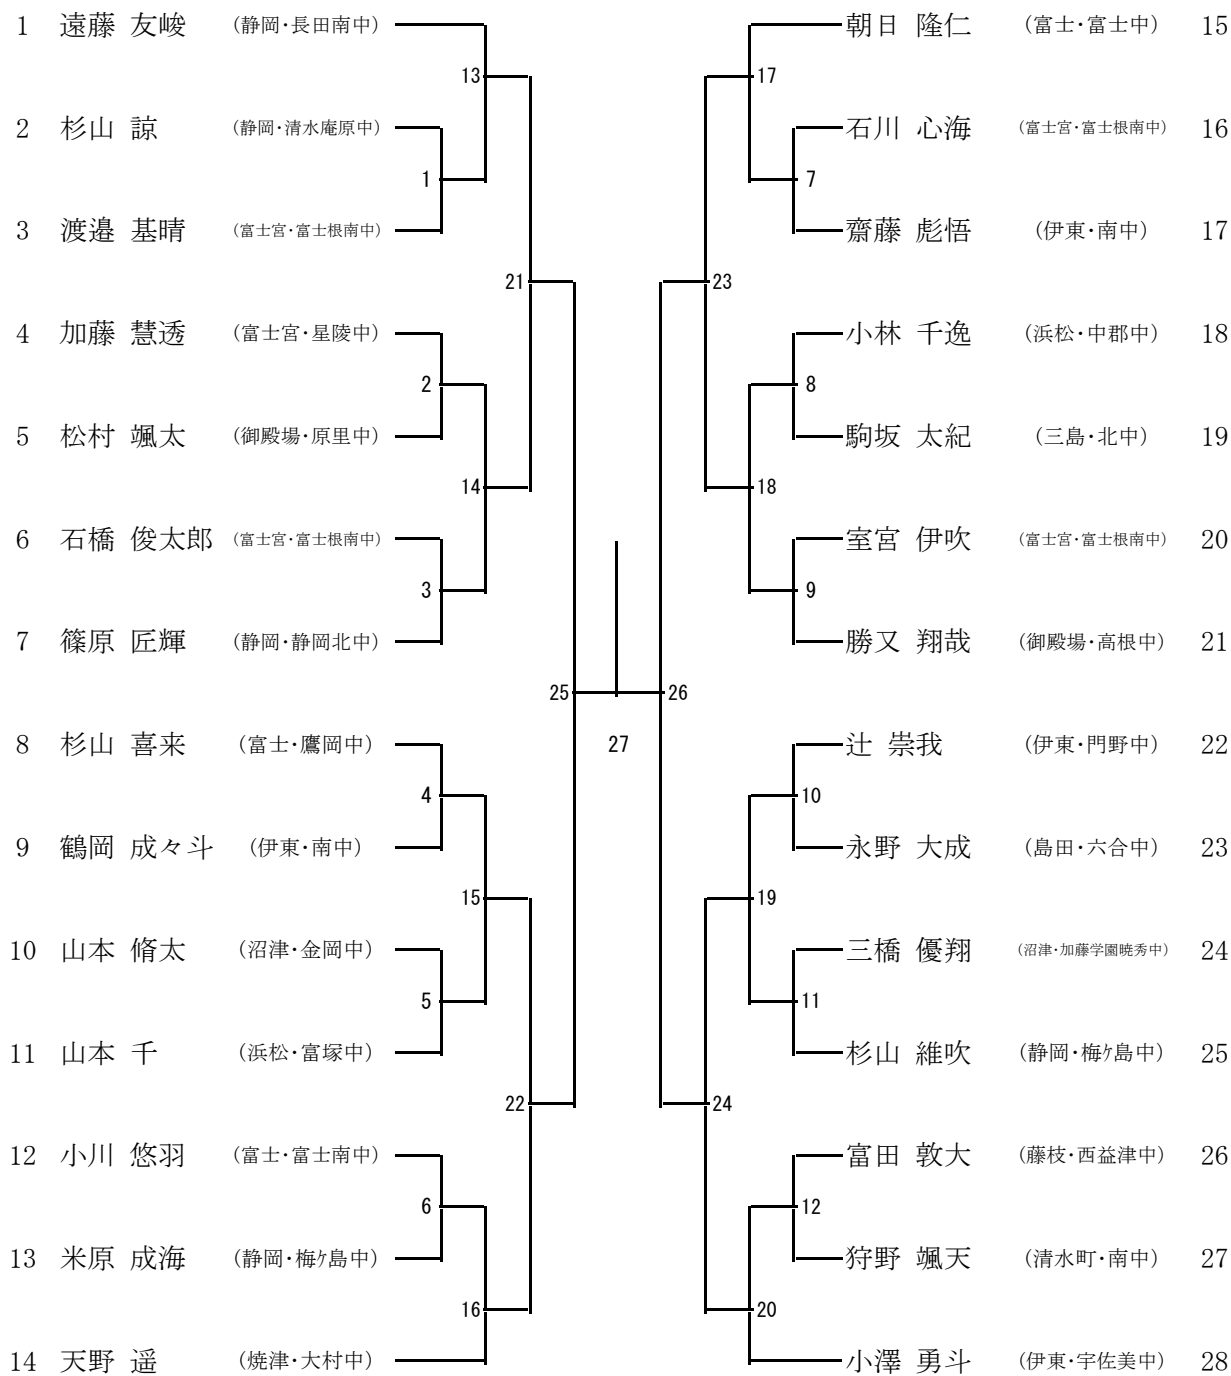 1 遠藤 友峻 (静岡・長田南中)
13
2 杉山 諒 (静岡・清水庵原中)
1
3 渡邉 基晴 (富士宮・富士根南中)
21
4 加藤 慧透 (富士宮・星陵中)
2
5 松村 颯太 (御殿場・原里中)
14
6 石橋 俊太郎 (富士宮・富士根南中)
3
7 篠原 匠輝 (静岡・静岡北中)
25
8 杉山 喜来 (富士・鷹岡中)
4
9 鶴岡 成々斗 (伊東・南中)
15
10 山本 脩太 (沼津・金岡中)
5
11 山本 千 (浜松・富塚中)
22
12 小川 悠羽 (富士・富士南中)
6
13 米原 成海 (静岡・梅ケ島中)
16
14 天野 遥 (焼津・大村中)
27
朝日 隆仁 (富士・富士中) 15
17
石川 心海 (富士宮・富士根南中) 16
7
齋藤 彪悟 (伊東・南中) 17
23
小林 千逸 (浜松・中郡中) 18
8
駒坂 太紀 (三島・北中) 19
18
室宮 伊吹 (富士宮・富士根南中) 20
9
勝又 翔哉 (御殿場・高根中) 21
26
辻 崇我 (伊東・門野中) 22
10
永野 大成 (島田・六合中) 23
19
三橋 優翔 (沼津・加藤学園暁秀中) 24
11
杉山 維吹 (静岡・梅ケ島中) 25
24
富田 敦大 (藤枝・西益津中) 26
12
狩野 颯天 (清水町・南中) 27
20
小澤 勇斗 (伊東・宇佐美中) 28